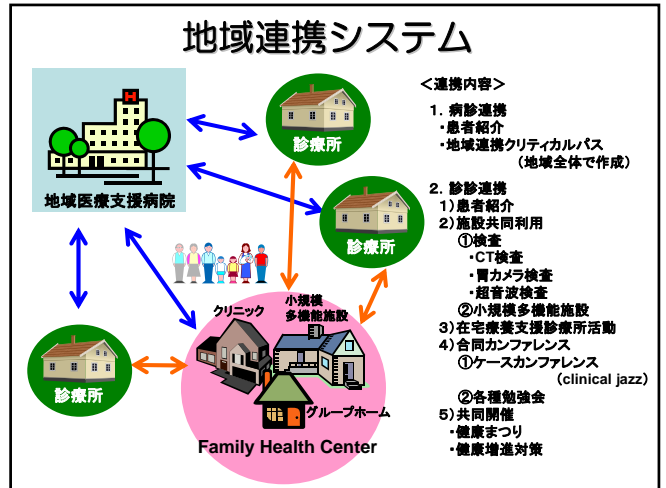 地域連携システム
H
地域医療支援病院
診療所
診療所
診療所
クリニック
小規模
多機能施設
グループホーム
Family Health Center
＜連携内容＞
１．病診連携
・患者紹介
・地域連携クリティカルパス
（地域全体で作成）
２．診診連携
１）患者紹介
２）施設共同利用
①検査
・CT検査
・胃カメラ検査
・超音波検査
②小規模多機能施設
３）在宅療養支援診療所活動
４）合同カンファレンス
①ケースカンファレンス
（clinical jazz）
②各種勉強会
５）共同開催
・健康まつり
・健康増進対策